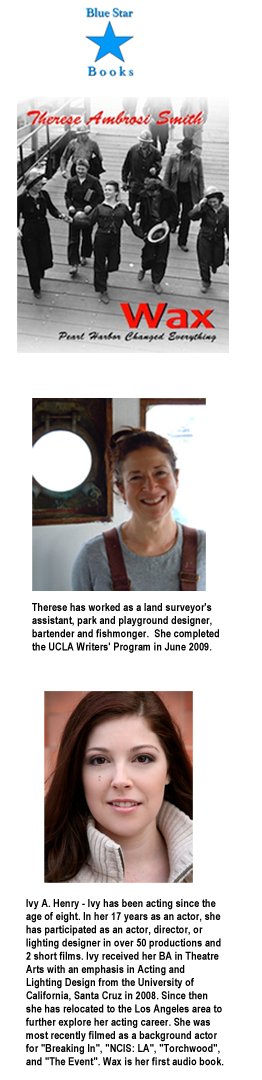 Blue Star
Books
Therese Ambrosi Smith
Wax
Pearl Harbor Changed Everything
Therese has worked as a land surveyor's
assistant, park and playground designer,
bartender and fishmonger.  She completed
the UCLA Writers' Program in June 2009.
Ivy A. Henry - Ivy has been acting since the
age of eight. In her 17 years as an actor, she
has participated as an actor, director, or
lighting designer in over 50 productions and
2 short films. Ivy received her BA in Theatre
Arts with an emphasis in Acting and
Lighting Design from the University of
California, Santa Cruz in 2008. Since then
she has relocated to the Los Angeles area to
further explore her acting career. She was
most recently filmed as a background actor
for "Breaking In", "NCIS: LA", "Torchwood",
and "The Event". Wax is her first audio book.